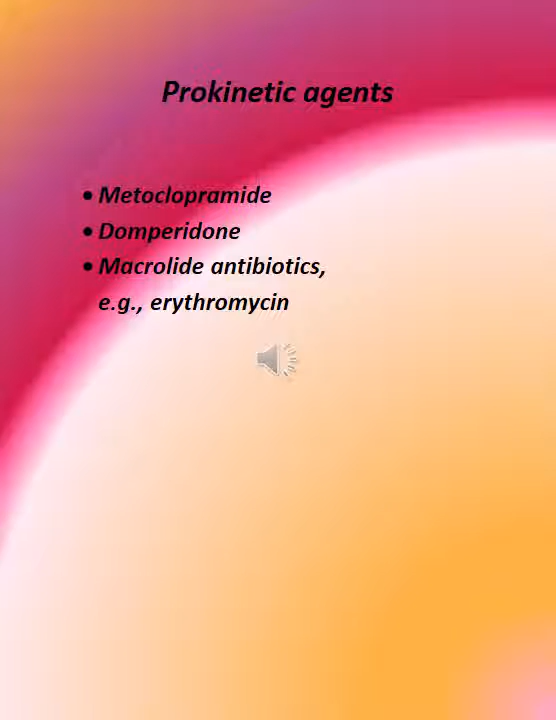 Prokinetic agents
• Metoclopramide
• Domperidone
• Macrolide antibiotics,
e.g., erythromycin